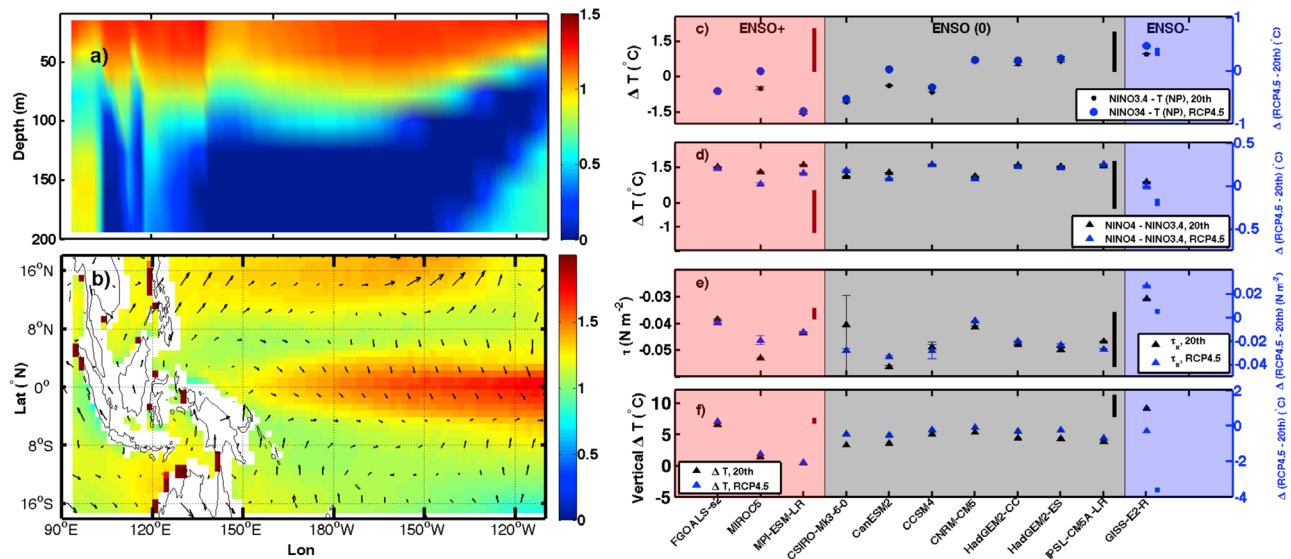 a)
50
100
150
200
Depth (m)
90°E
120°E
150°E
180°W
150°W
120°W
1.5
1
0.5
0
b)
16°N
8°N
0°
8°S
16°S
Lat (° N)
90°E
120°E
150°E
180°W
150°W
120°W
Lon
1.5
1
0.5
0
c)
ENSO+
ENSO (0)
ENSO-
1.5
0
-1.5
Δ T (°C)
1
0
-1
Δ (RCP4.5 - 20th) (°C)
NINO3.4 - T (NP), 20th
NINO34 - T (NP), RCP4.5
d)
1.5
0
-1
Δ T (°C)
0.5
0
-0.5
Δ (RCP4.5 - 20th) (°C)
NINO4 - NINO3.4, 20th
NINO4 - NINO3.4, RCP4.5
e)
-0.03
-0.04
-0.05
τ (N m⁻²)
0.02
0
-0.02
-0.04
Δ (RCP4.5 - 20th) (N m⁻²)
τx, 20th
τx, RCP4.5
f)
10
5
0
-5
Vertical Δ T (°C)
2
0
-2
-4
Δ (RCP4.5 - 20th) (°C)
Δ T, 20th
Δ T, RCP4.5
FGOALS-s2
MIROC5
MPI-ESM-LR
CSIRO-Mk3-6-0
CanESM2
CCSM4
CNRM-CM5
HadGEM2-CC
HadGEM2-ES
IPSL-CM5A-LR
GISS-E2-R